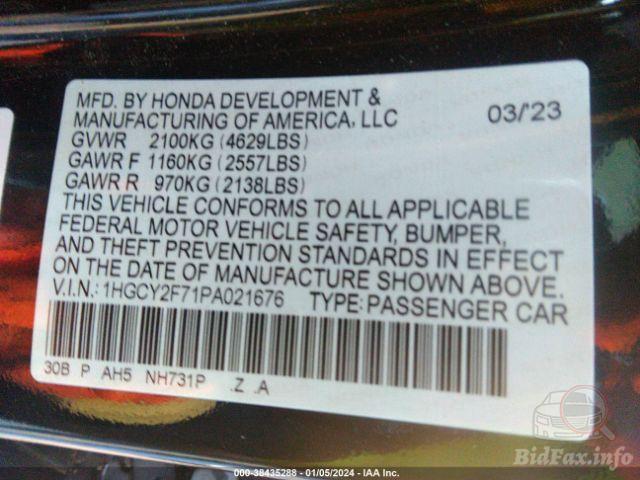 MFD. BY HONDA DEVELOPMENT &
MANUFACTURING OF AMERICA, LLC 03/'23
GVWR 2100KG (4629LBS)
GAWR F 1160KG (2557LBS)
GAWR R 970KG (2138LBS)
THIS VEHICLE CONFORMS TO ALL APPLICABLE
FEDERAL MOTOR VEHICLE SAFETY, BUMPER,
AND THEFT PREVENTION STANDARDS IN EFFECT
ON THE DATE OF MANUFACTURE SHOWN ABOVE.
V.I.N.: 1HGCY2F71PA021676 TYPE: PASSENGER CAR
30B P AH5 NH731P .Z .A
BidFax.info
000-38435288 - 01/05/2024 - IAA Inc.